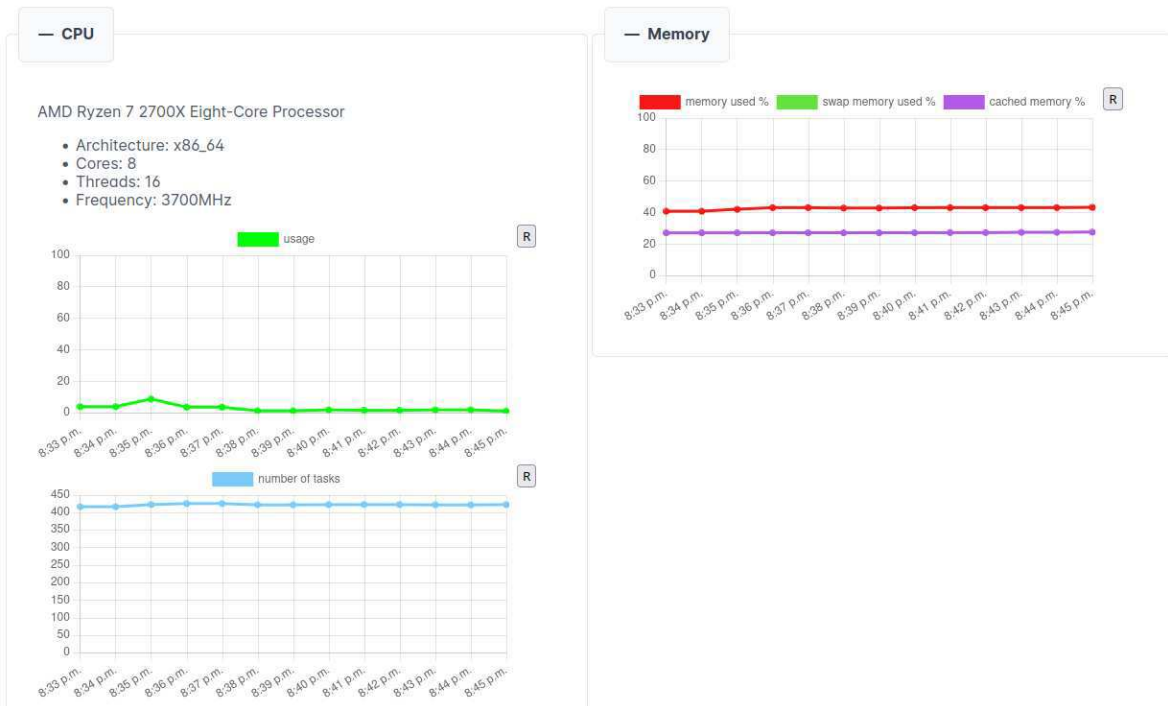 — CPU
AMD Ryzen 7 2700X Eight-Core Processor
• Architecture: x86_64
• Cores: 8
• Threads: 16
• Frequency: 3700MHz
usage
R
100
80
60
40
20
0
8:33 p.m. 8:34 p.m. 8:35 p.m. 8:36 p.m. 8:37 p.m. 8:38 p.m. 8:39 p.m. 8:40 p.m. 8:41 p.m. 8:42 p.m. 8:43 p.m. 8:44 p.m. 8:45 p.m.
number of tasks
R
450
400
350
300
250
200
150
100
50
0
8:33 p.m. 8:34 p.m. 8:35 p.m. 8:36 p.m. 8:37 p.m. 8:38 p.m. 8:39 p.m. 8:40 p.m. 8:41 p.m. 8:42 p.m. 8:43 p.m. 8:44 p.m. 8:45 p.m.
— Memory
memory used % swap memory used % cached memory %
R
100
80
60
40
20
0
8:33 p.m. 8:34 p.m. 8:35 p.m. 8:36 p.m. 8:37 p.m. 8:38 p.m. 8:39 p.m. 8:40 p.m. 8:41 p.m. 8:42 p.m. 8:43 p.m. 8:44 p.m. 8:45 p.m.